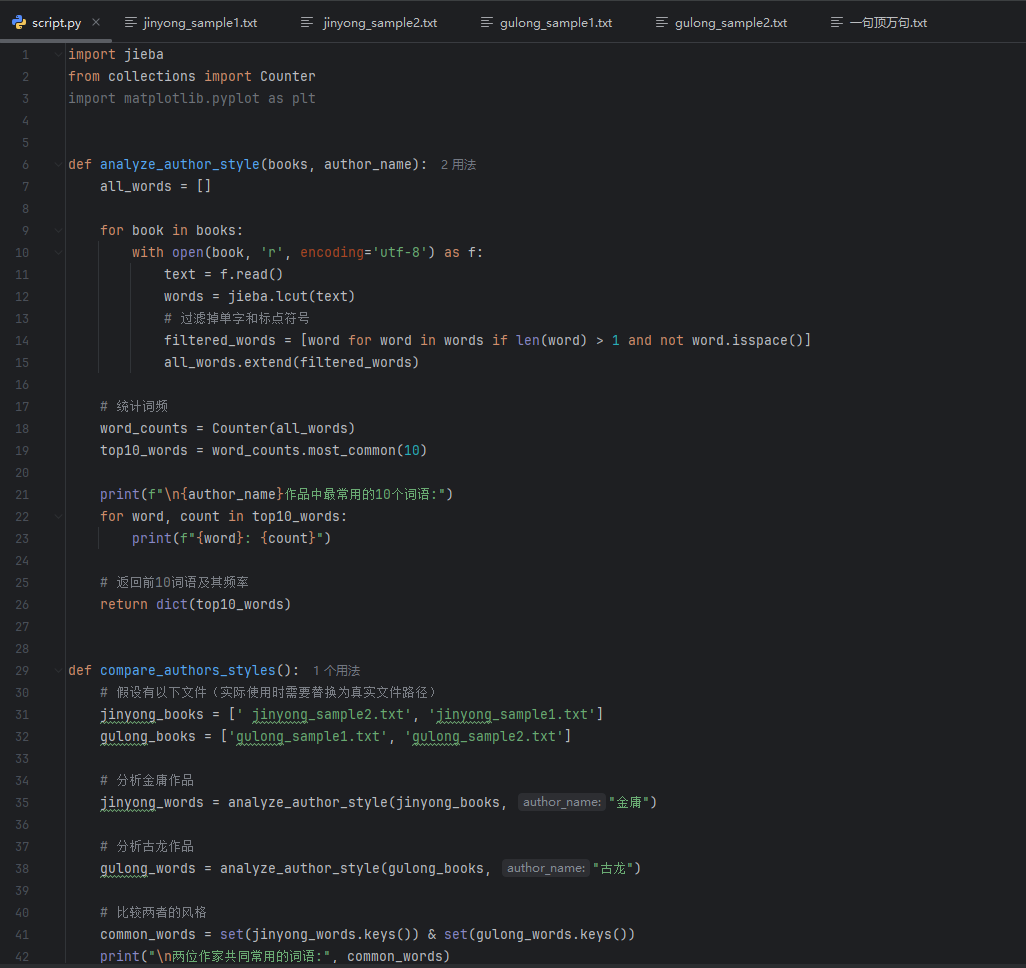 script.py jinyong_sample1.txt jinyong_sample2.txt gulong_sample1.txt gulong_sample2.txt 一句顶万句.txt
1 import jieba
2 from collections import Counter
3 import matplotlib.pyplot as plt
4
5
6 def analyze_author_style(books, author_name): 2 用法
7     all_words = []
8
9     for book in books:
10         with open(book, 'r', encoding='utf-8') as f:
11             text = f.read()
12             words = jieba.lcut(text)
13             # 过滤掉单字和标点符号
14             filtered_words = [word for word in words if len(word) > 1 and not word.isspace()]
15             all_words.extend(filtered_words)
16
17     # 统计词频
18     word_counts = Counter(all_words)
19     top10_words = word_counts.most_common(10)
20
21     print(f"\n{author_name}作品中最常用的10个词语:")
22     for word, count in top10_words:
23         print(f"{word}: {count}")
24
25     # 返回前10词语及其频率
26     return dict(top10_words)
27
28
29 def compare_authors_styles(): 1 个用法
30     # 假设有以下文件（实际使用时需要替换为真实文件路径）
31     jinyong_books = [' jinyong_sample2.txt', 'jinyong_sample1.txt']
32     gulong_books = ['gulong_sample1.txt', 'gulong_sample2.txt']
33
34     # 分析金庸作品
35     jinyong_words = analyze_author_style(jinyong_books, author_name: "金庸")
36
37     # 分析古龙作品
38     gulong_words = analyze_author_style(gulong_books, author_name: "古龙")
39
40     # 比较两者的风格
41     common_words = set(jinyong_words.keys()) & set(gulong_words.keys())
42     print("\n两位作家共同常用的词语:", common_words)